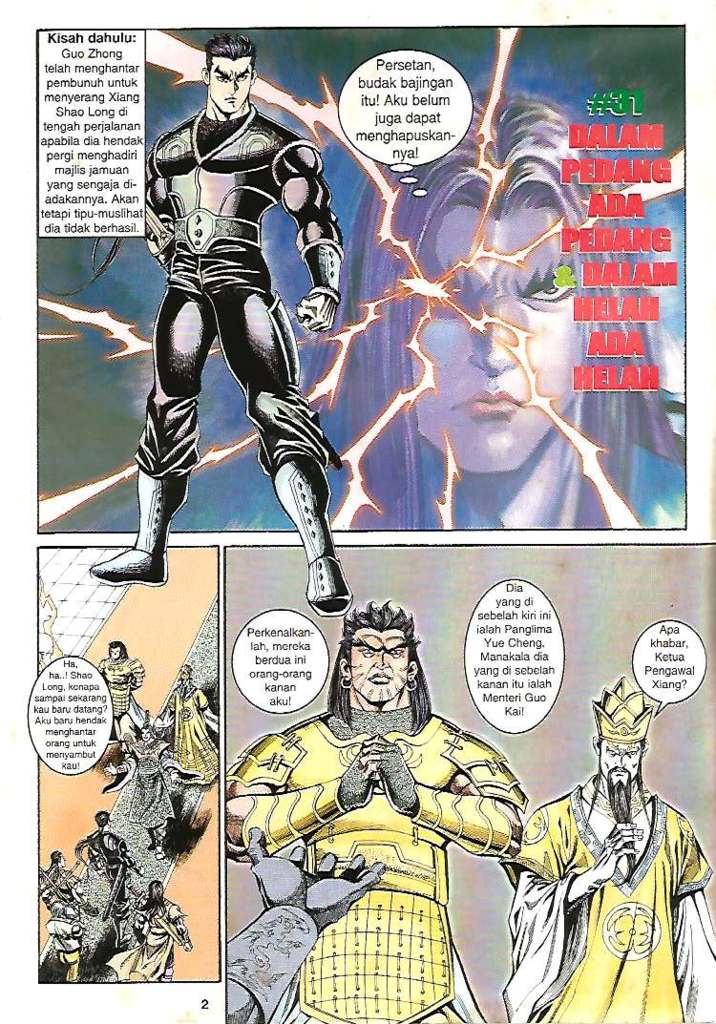 Kisah dahulu:
Guo Zhong
telah menghantar
pembunuh untuk
menyerang Xiang
Shao Long di
tengah perjalanan
apabila dia hendak
pergi menghadiri
majlis jamuan
yang sengaja di-
adakannya. Akan
tetapi tipu-muslihat
dia tidak berhasil.
Persetan,
budak bajingan
itu! Aku belum
juga dapat
menghapuskan-
nya!
#31
DALAM
PEDANG
ADA
PEDANG
& DALAM
HELAH
ADA
HELAH
Ha,
ha..! Shao
Long, konapa
sampai sekarang
kau baru datang?
Aku baru hendak
menghantar
orang untuk
menyambut
kau!
Perkenalkan-
lah, mereka
berdua ini
orang-orang
kanan
aku!
Dia
yang di
sebelah kiri ini
ialah Panglima
Yue Cheng.
Manakala dia
yang di sebelah
kanan itu ialah
Menteri Guo
Kai!
Apa
khabar,
Ketua
Pengawal
Xiang?
2